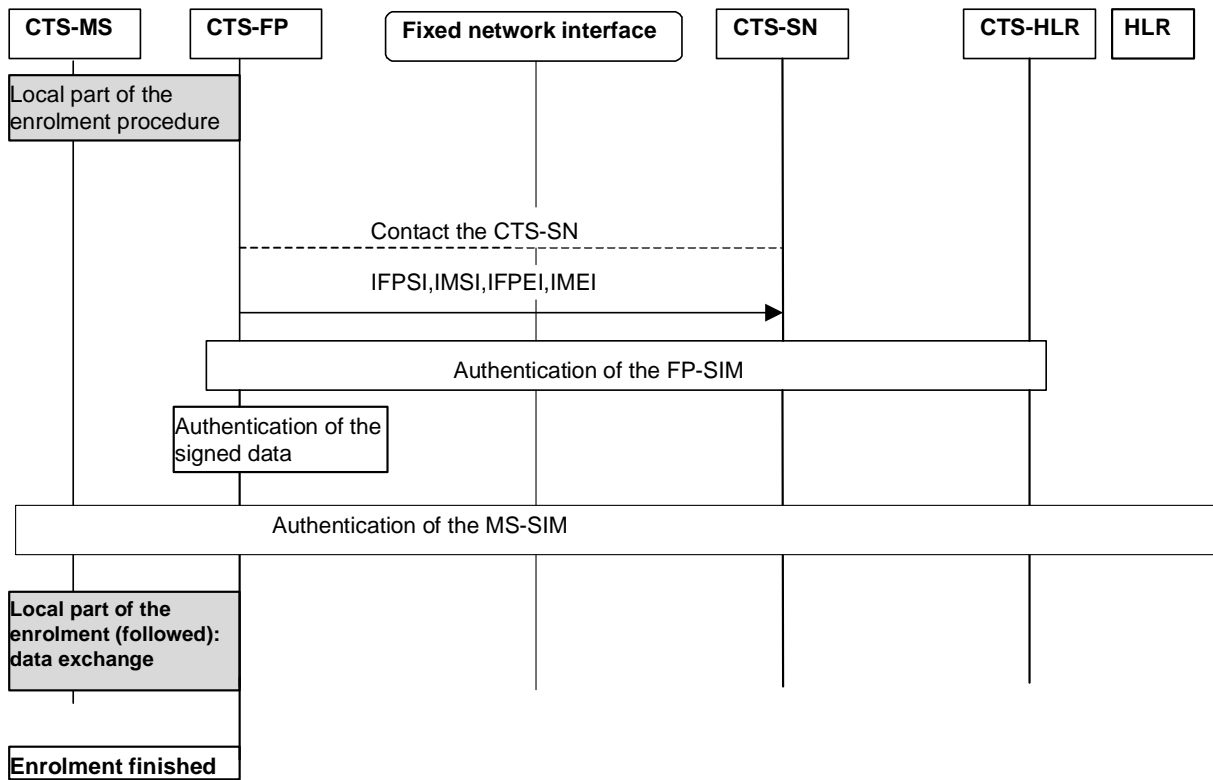 CTS-MS
CTS-FP
Fixed network interface
CTS-SN
CTS-HLR
HLR
Local part of the
enrolment procedure
Contact the CTS-SN
IFPSI,IMSI,IFPEI,IMEI
Authentication of the FP-SIM
Authentication of the
signed data
Authentication of the MS-SIM
Local part of the
enrolment (followed):
data exchange
Enrolment finished